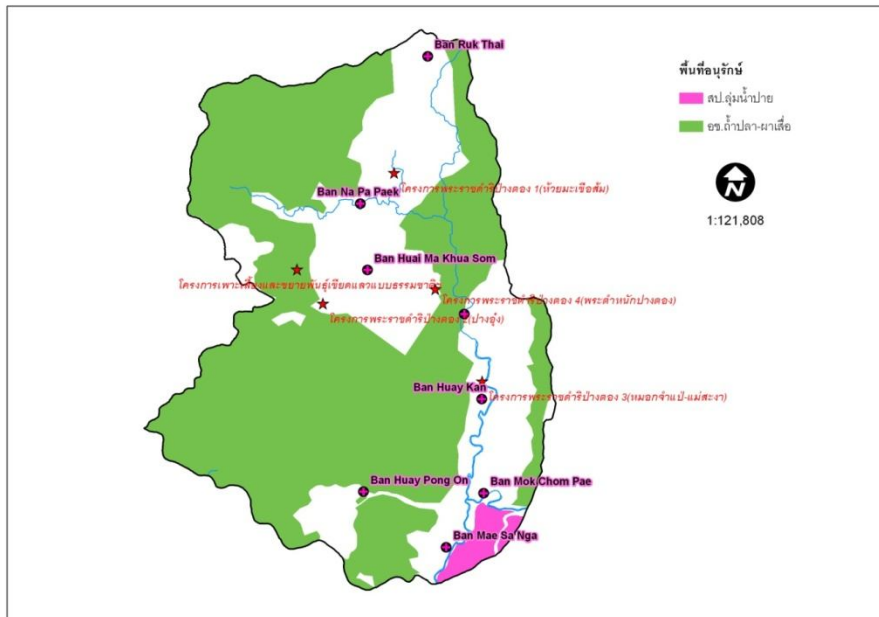 Ban Ruk Thai
พื้นที่อนุรักษ์
สป.ลุ่มน้ำปาย
อช.ถ้ำปลา-ผาเสื่อ
N
1:121,808
โครงการพระราชดำริปางตอง 1(ห้วยมะเขือส้ม)
Ban Na Pa Paek
Ban Huai Ma Khua Som
โครงการเพาะเลี้ยงและขยายพันธุ์เขียดแลวแบบธรรมชาติ
โครงการพระราชดำริปางตอง 4(พระตำหนักปางตอง)
โครงการพระราชดำริปางตอง 2(ปางอุ๋ง)
Ban Huay Kan
โครงการพระราชดำริปางตอง 3(หมอกจำแป่-แม่สะงา)
Ban Huay Pong On
Ban Mok Chom Pae
Ban Mae Sa Nga